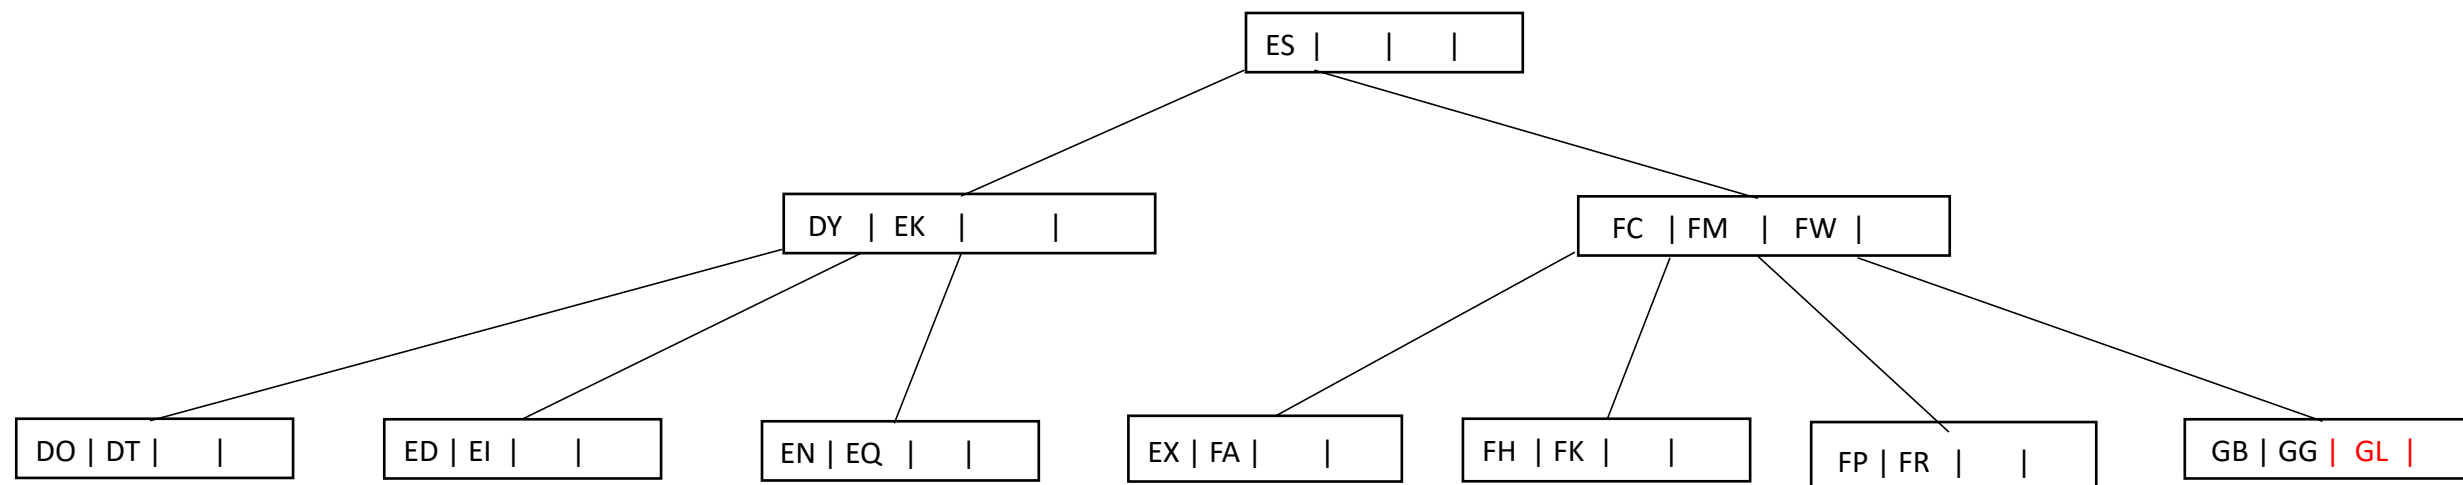 ES | | |
DY | EK | |
FC | FM | FW |
DO | DT | |
ED | EI | |
EN | EQ | |
EX | FA | |
FH | FK | |
FP | FR | |
GB | GG | GL |